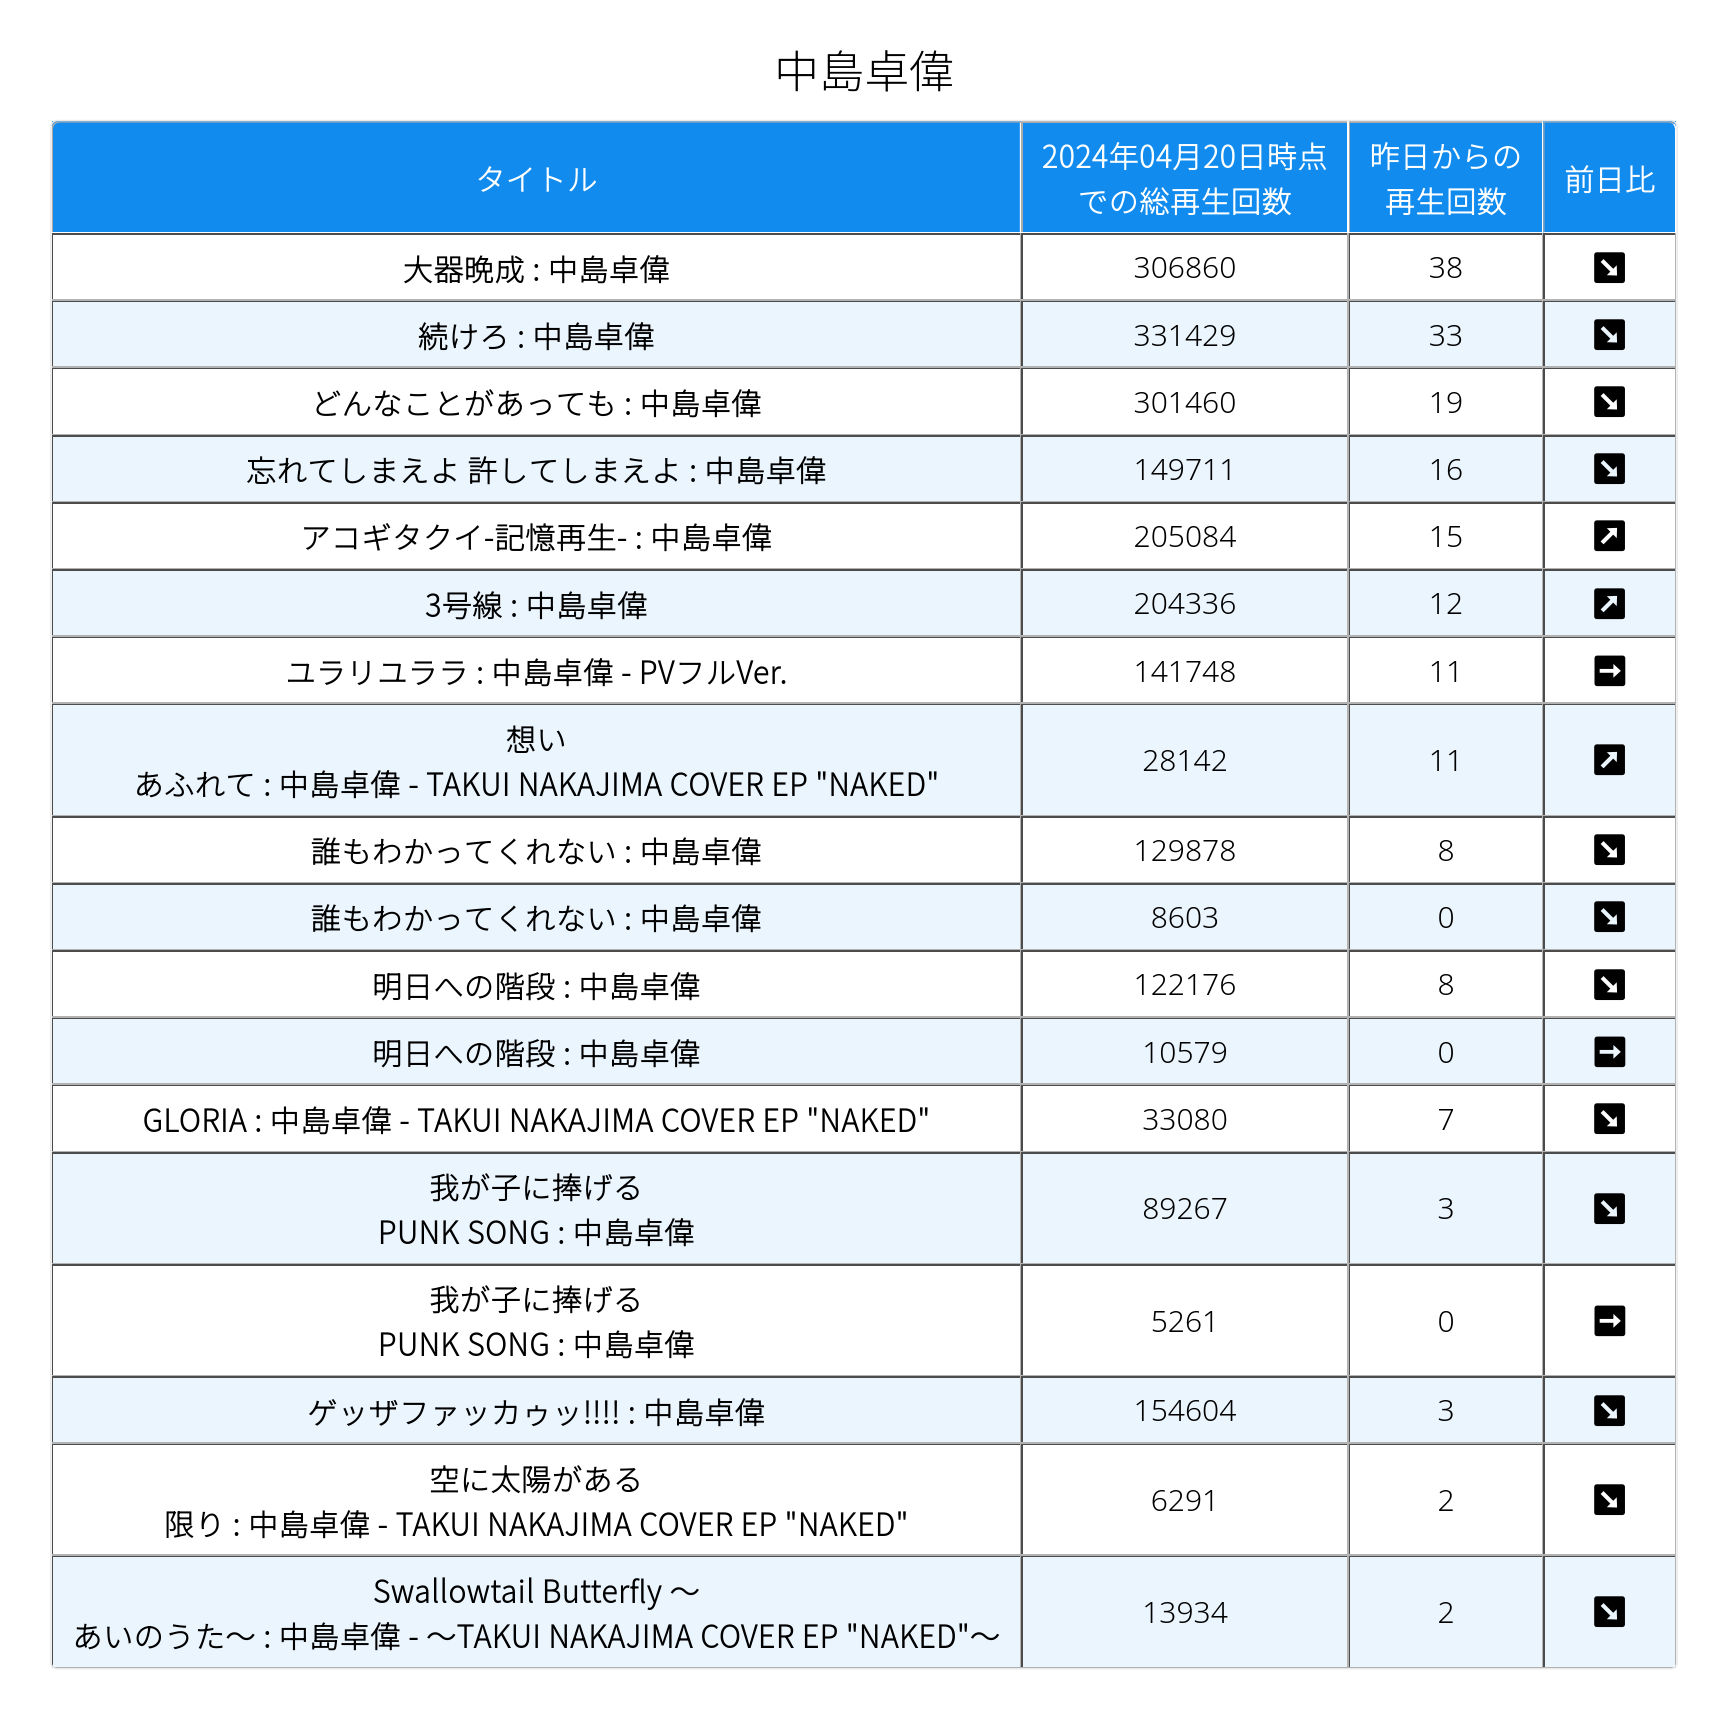 中島卓偉
タイトル
2024年04月20日時点
での総再生回数
昨日からの
再生回数
前日比
大器晩成 : 中島卓偉 306860 38 ↘
続けろ : 中島卓偉 331429 33 ↘
どんなことがあっても : 中島卓偉 301460 19 ↘
忘れてしまえよ 許してしまえよ : 中島卓偉 149711 16 ↘
アコギタクイ-記憶再生- : 中島卓偉 205084 15 ↗
3号線 : 中島卓偉 204336 12 ↗
ユラリユララ : 中島卓偉 - PVフルVer. 141748 11 →
想い
あふれて : 中島卓偉 - TAKUI NAKAJIMA COVER EP "NAKED" 28142 11 ↗
誰もわかってくれない : 中島卓偉 129878 8 ↘
誰もわかってくれない : 中島卓偉 8603 0 ↘
明日への階段 : 中島卓偉 122176 8 ↘
明日への階段 : 中島卓偉 10579 0 →
GLORIA : 中島卓偉 - TAKUI NAKAJIMA COVER EP "NAKED" 33080 7 ↘
我が子に捧げる
PUNK SONG : 中島卓偉 89267 3 ↘
我が子に捧げる
PUNK SONG : 中島卓偉 5261 0 →
ゲッザファッカゥッ!!!! : 中島卓偉 154604 3 ↘
空に太陽がある
限り : 中島卓偉 - TAKUI NAKAJIMA COVER EP "NAKED" 6291 2 ↘
Swallowtail Butterfly ～
あいのうた～ : 中島卓偉 - ～TAKUI NAKAJIMA COVER EP "NAKED"～ 13934 2 ↘